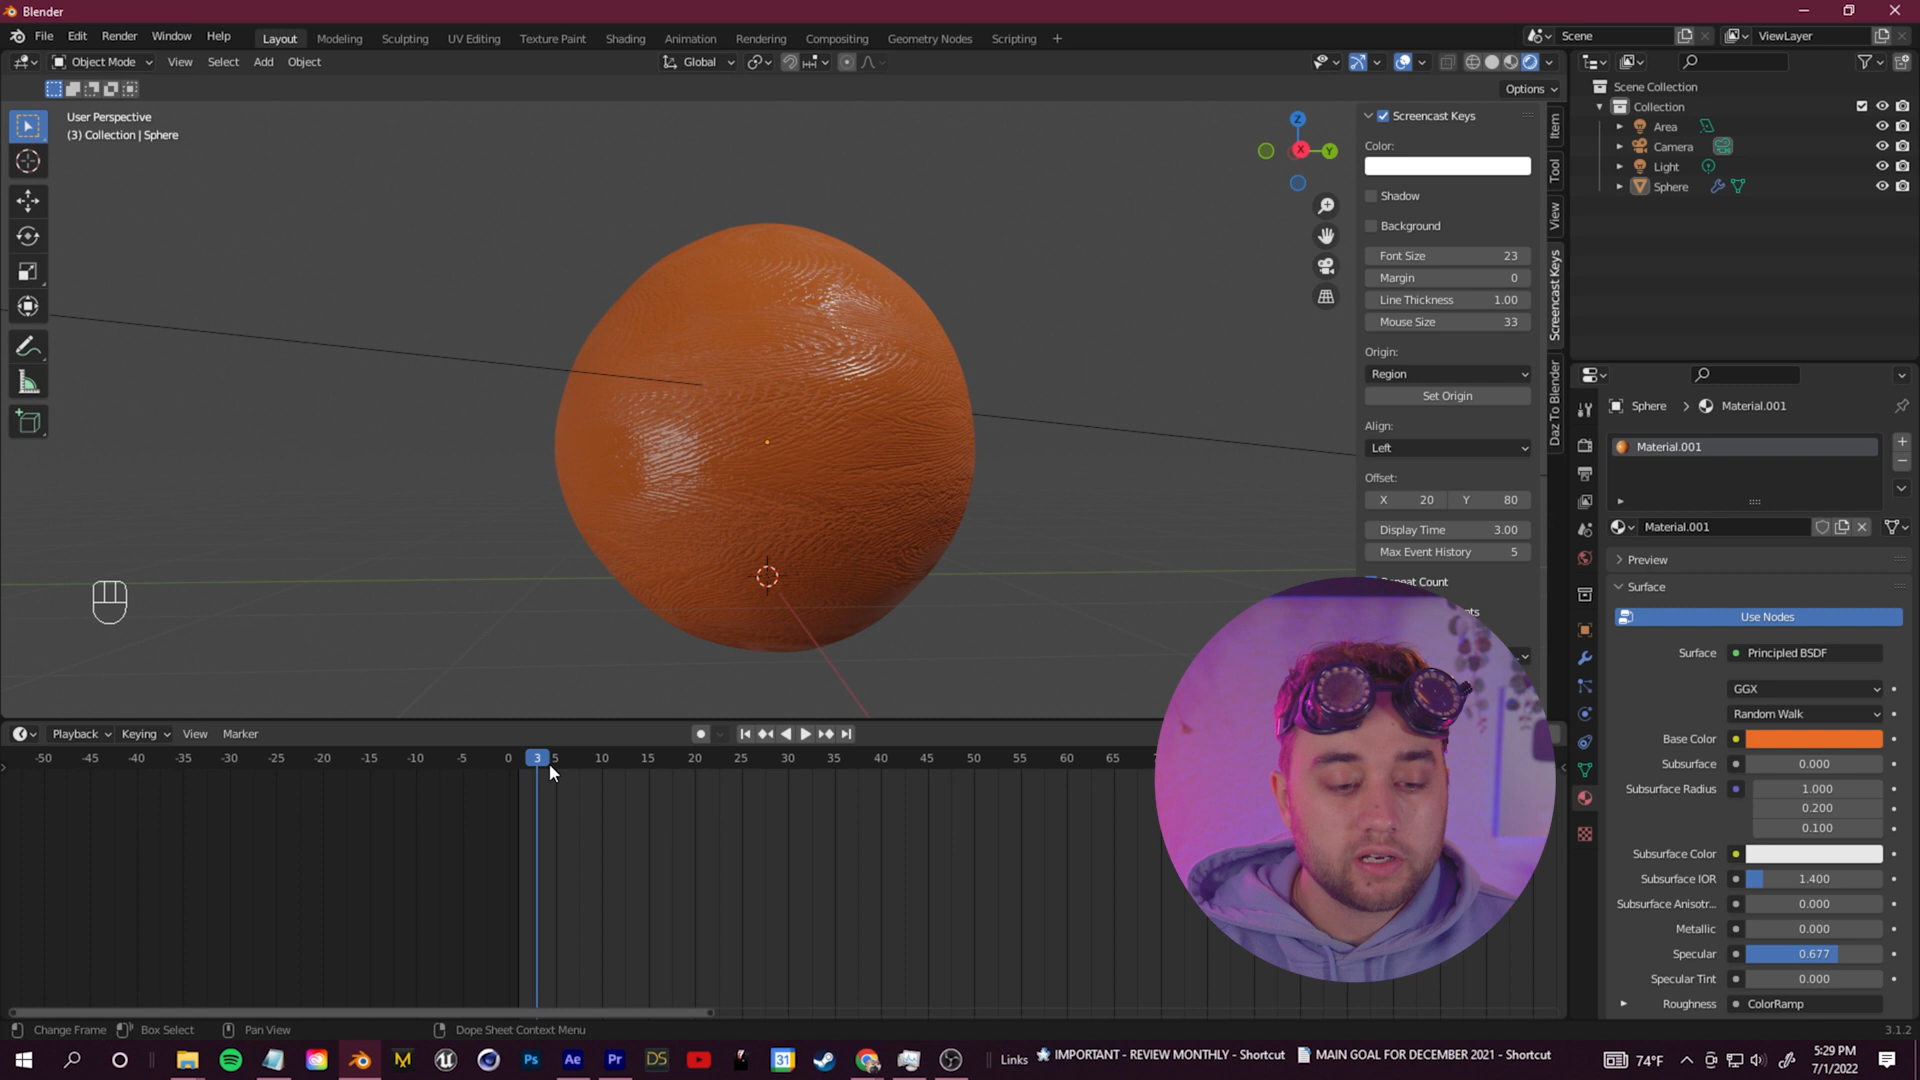 Blender
File Edit Render Window Help
Layout Modeling Sculpting UV Editing Texture Paint Shading Animation Rendering Compositing Geometry Nodes Scripting +
Scene
ViewLayer
Object Mode View Select Add Object
Global
Options
User Perspective
(3) Collection | Sphere
Z
X
Y
Screencast Keys
Color:
Shadow
Background
Font Size 23
Margin 0
Line Thickness 1.00
Mouse Size 33
Origin:
Region
Set Origin
Align:
Left
Offset:
X 20 Y 80
Display Time 3.00
Max Event History 5
Repeat Count
Item
Tool
View
Screencast Keys
Daz To Blender
Scene Collection
Collection
Area
Camera
Light
Sphere
Sphere > Material.001
Material.001
Material.001
Preview
Surface
Use Nodes
Surface Principled BSDF
GGX
Random Walk
Base Color
Subsurface 0.000
Subsurface Radius 1.000
0.200
0.100
Subsurface Color
Subsurface IOR 1.400
Subsurface Anisotr... 0.000
Metallic 0.000
Specular 0.677
Specular Tint 0.000
Roughness ColorRamp
Playback Keying View Marker
-50 -45 -40 -35 -30 -25 -20 -15 -10 -5 0 3 5 10 15 20 25 30 35 40 45 50 55 60 65
Change Frame Box Select Pan View Dope Sheet Context Menu
3.1.2
Ps Ae Pr DS 31
Links IMPORTANT - REVIEW MONTHLY - Shortcut MAIN GOAL FOR DECEMBER 2021 - Shortcut
74°F
5:29 PM
7/1/2022